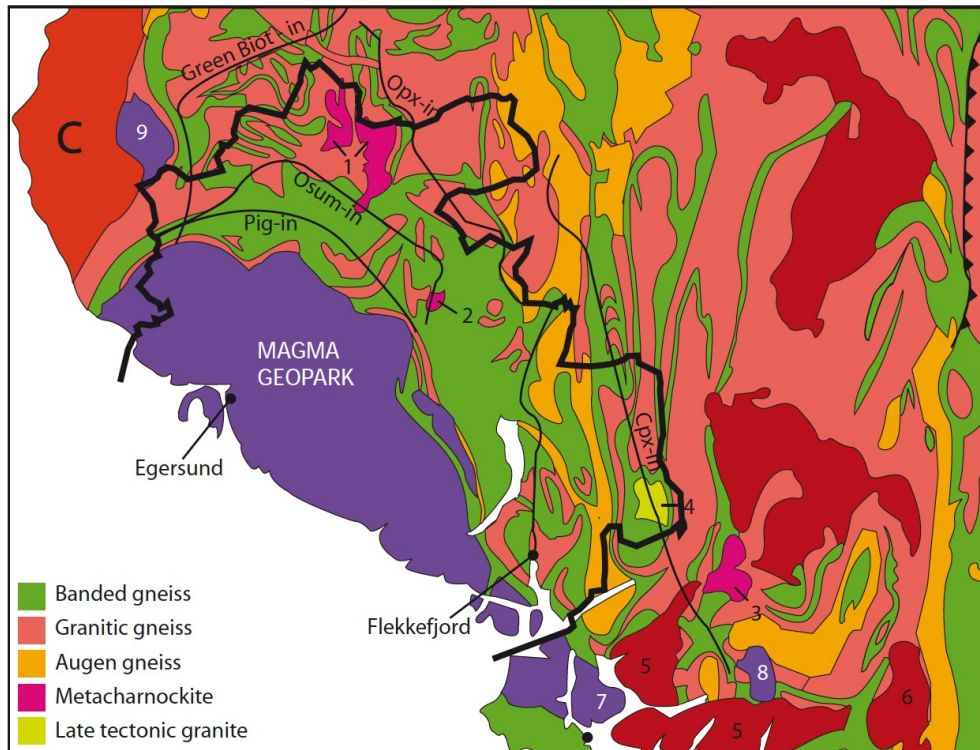 Green Biot - in
Opx-in
C
9
1
Osum-in
Pig-in
2
MAGMA
GEOPARK
Egersund
Cpx-in
4
Flekkefjord
3
5
8
6
7
5
Banded gneiss
Granitic gneiss
Augen gneiss
Metacharnockite
Late tectonic granite